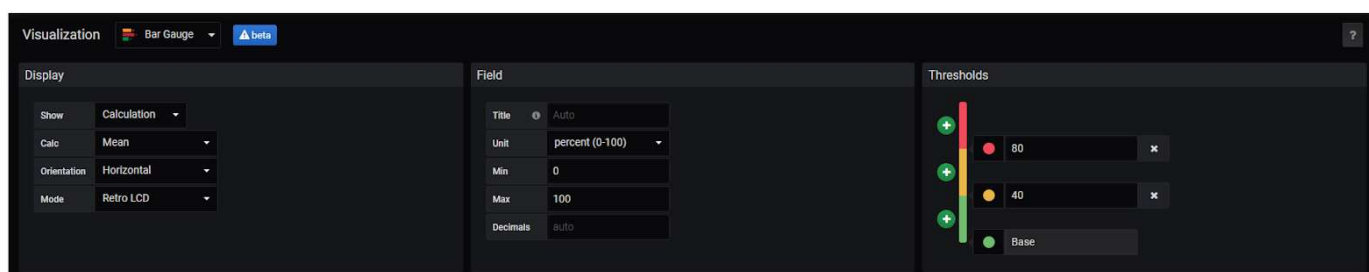 Visualization Bar Gauge beta ?
Display
Show Calculation
Calc Mean
Orientation Horizontal
Mode Retro LCD
Field
Title Auto
Unit percent (0-100)
Min 0
Max 100
Decimals auto
Thresholds
80
40
Base